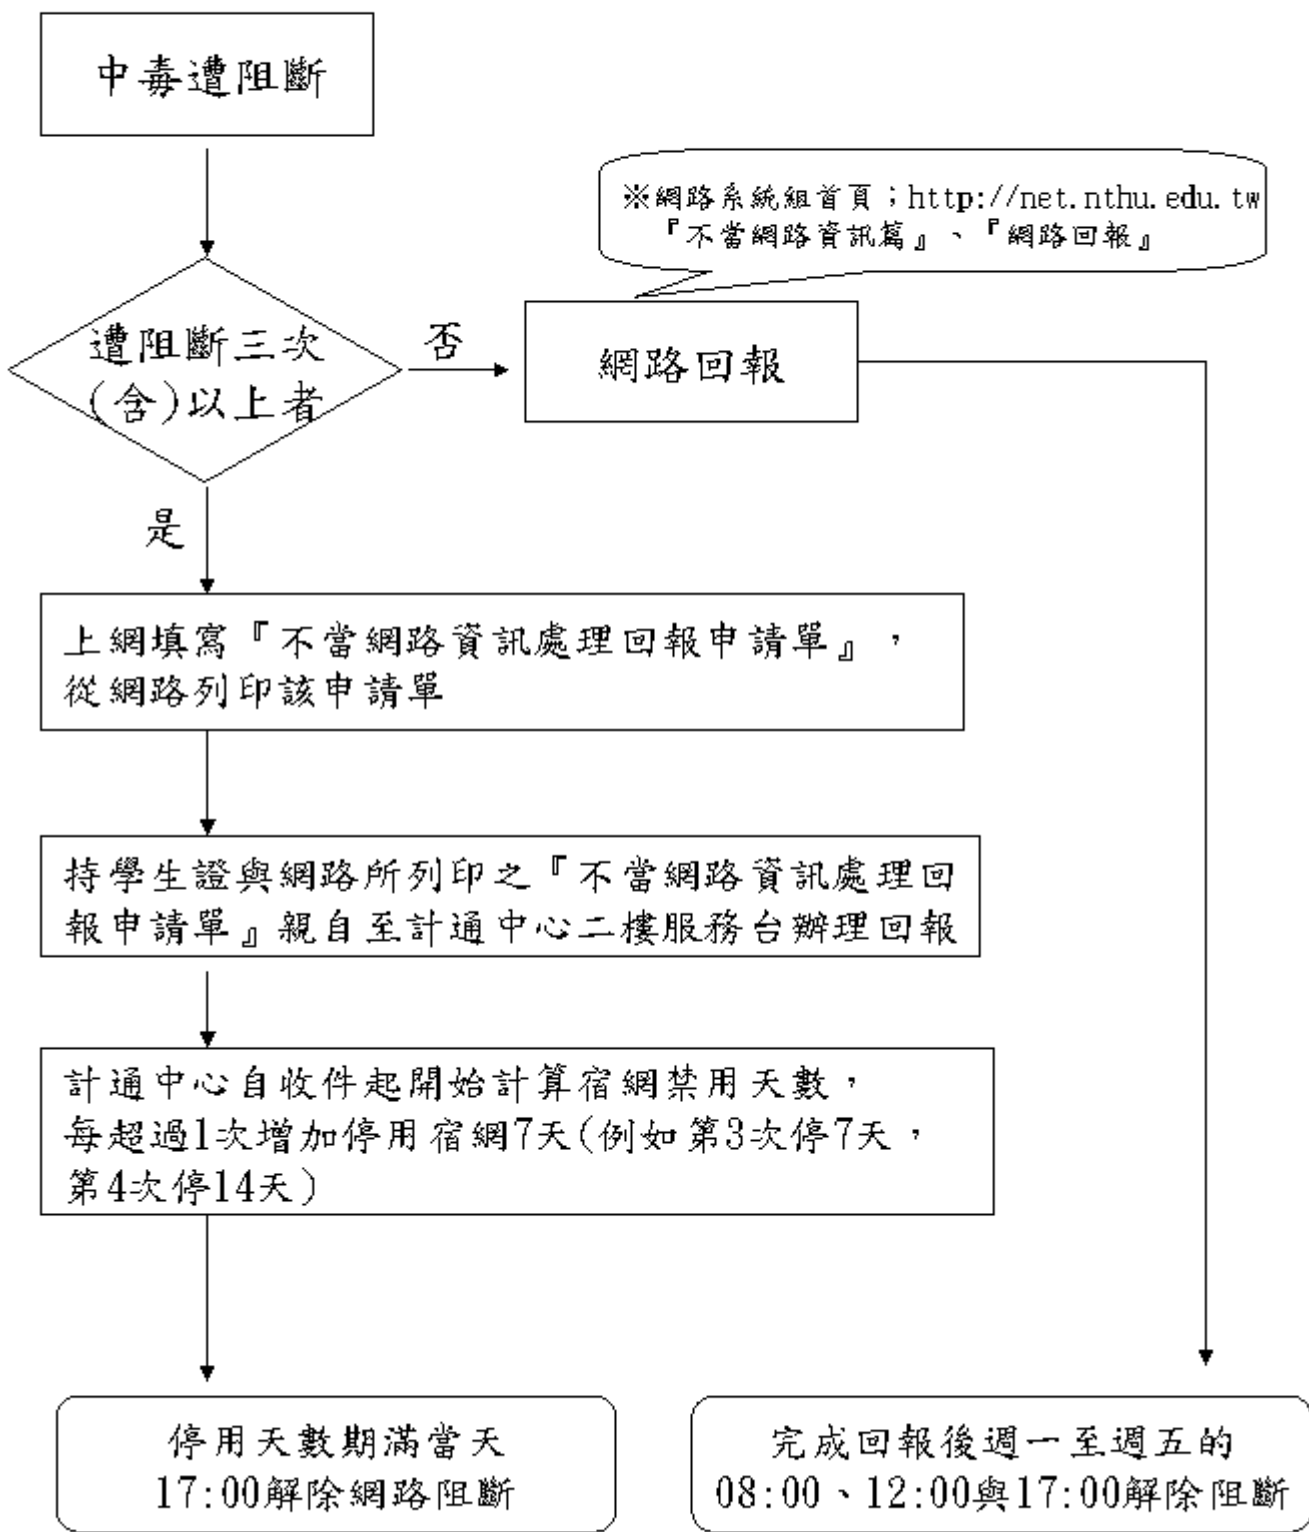 中毒遭阻斷
※網路系統組首頁；http://net.nthu.edu.tw
『不當網路資訊篇』、『網路回報』
遭阻斷三次
(含)以上者
否
網路回報
是
上網填寫『不當網路資訊處理回報申請單』，
從網路列印該申請單
持學生證與網路所列印之『不當網路資訊處理回
報申請單』親自至計通中心二樓服務台辦理回報
計通中心自收件起開始計算宿網禁用天數，
每超過1次增加停用宿網7天(例如第3次停7天，
第4次停14天)
停用天數期滿當天
17:00解除網路阻斷
完成回報後週一至週五的
08:00、12:00與17:00解除阻斷